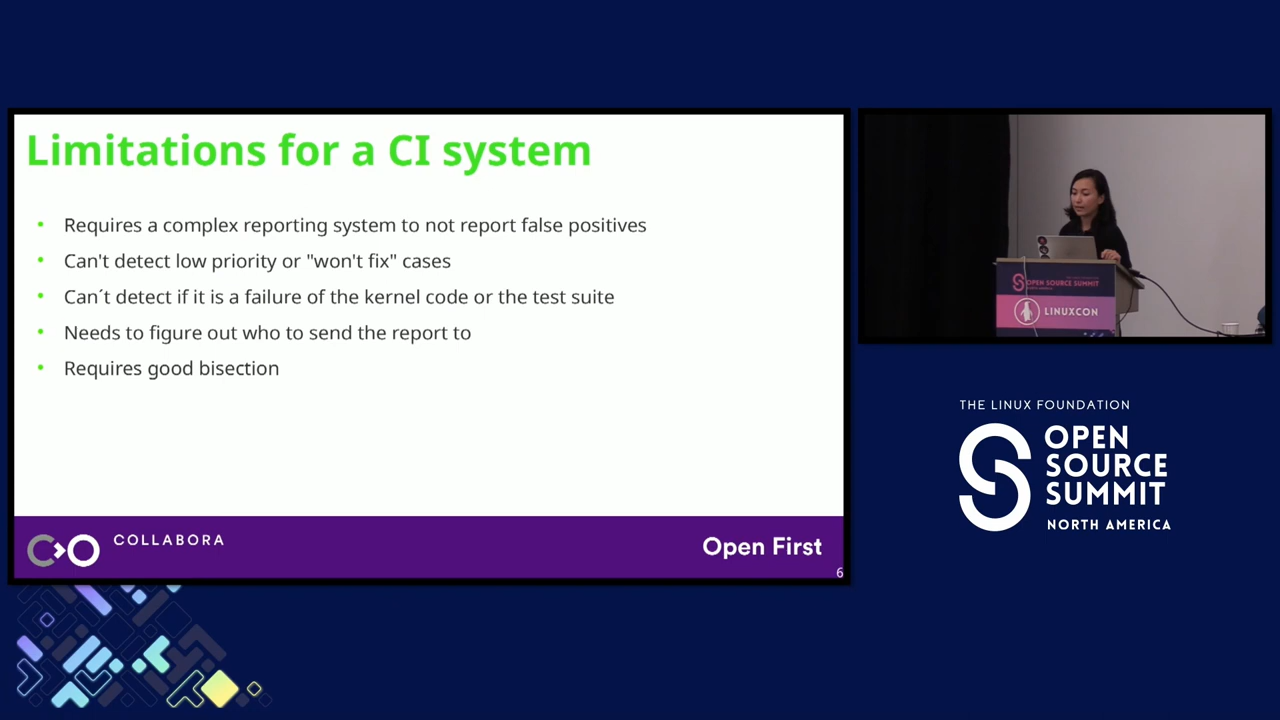 Limitations for a CI system
Requires a complex reporting system to not report false positives
Can't detect low priority or "won't fix" cases
Can´t detect if it is a failure of the kernel code or the test suite
Needs to figure out who to send the report to
Requires good bisection
COLLABORA
Open First
6
OPEN SOURCE SUMMIT
LINUXCON
THE LINUX FOUNDATION
OPEN
SOURCE
SUMMIT
NORTH AMERICA